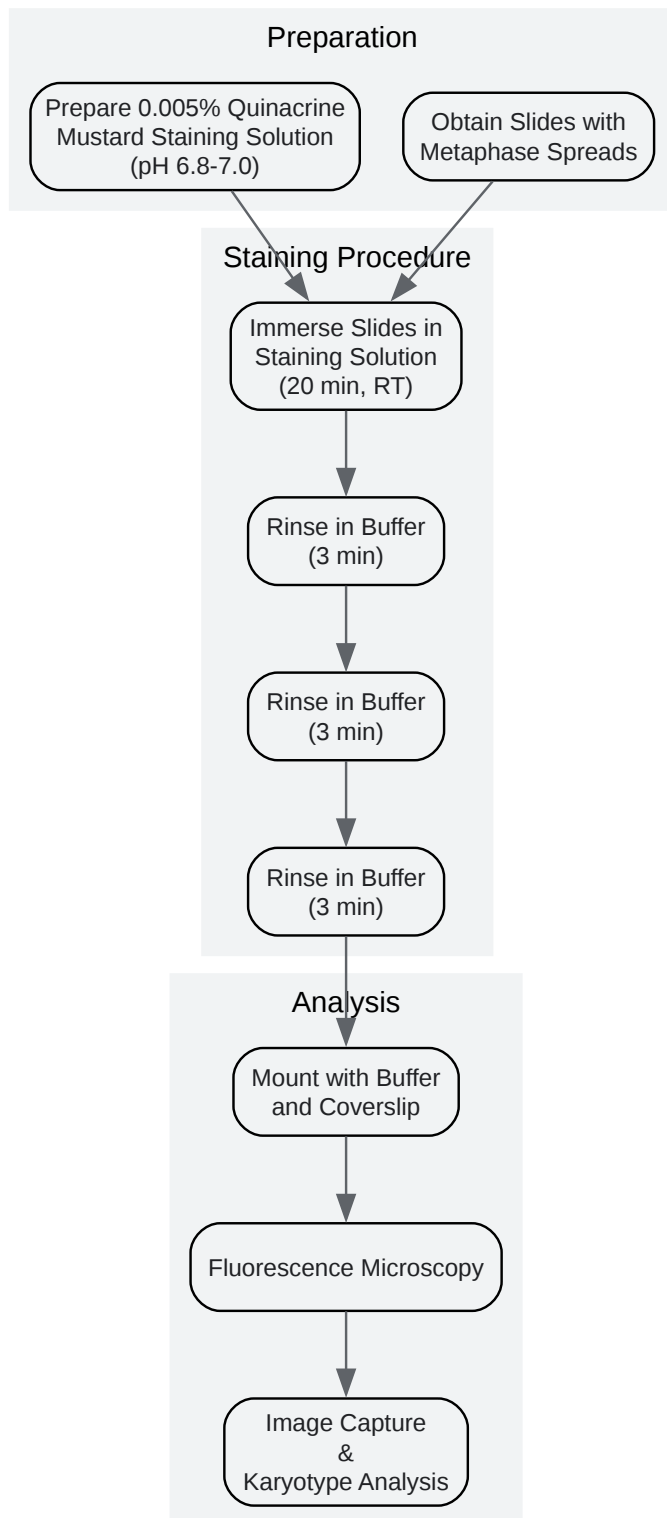 Preparation
Prepare 0.005% Quinacrine
Mustard Staining Solution
(pH 6.8-7.0)
Obtain Slides with
Metaphase Spreads
Staining Procedure
Immerse Slides in
Staining Solution
(20 min, RT)
Rinse in Buffer
(3 min)
Rinse in Buffer
(3 min)
Rinse in Buffer
(3 min)
Analysis
Mount with Buffer
and Coverslip
Fluorescence Microscopy
Image Capture
&
Karyotype Analysis